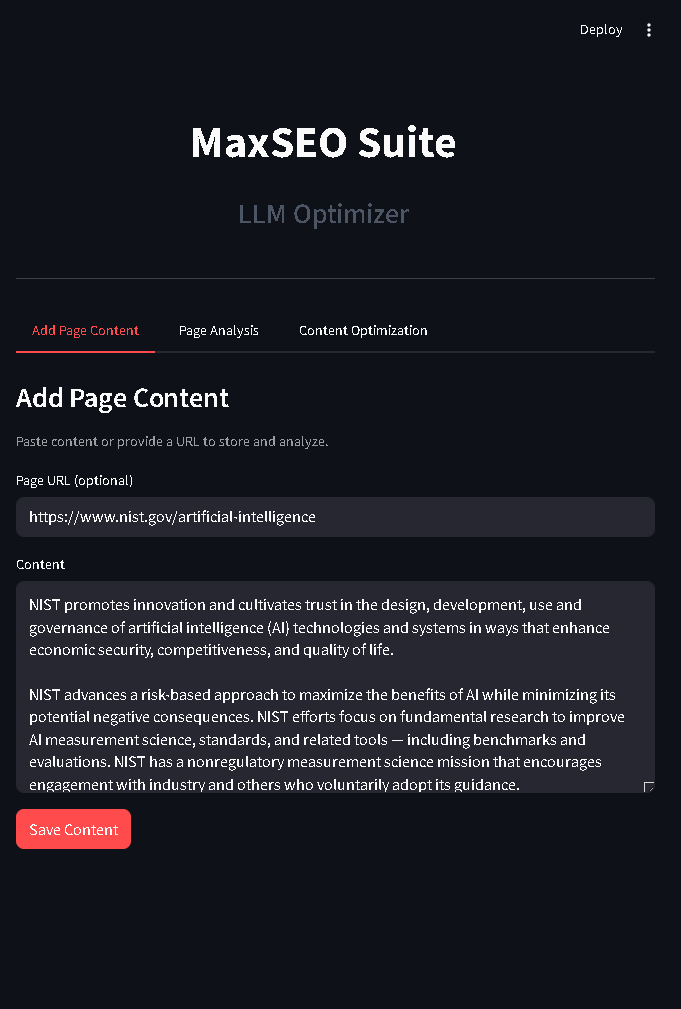 Deploy
MaxSEO Suite
LLM Optimizer
Add Page Content
Page Analysis
Content Optimization
Add Page Content
Paste content or provide a URL to store and analyze.
Page URL (optional)
https://www.nist.gov/artificial-intelligence
Content
NIST promotes innovation and cultivates trust in the design, development, use and
governance of artificial intelligence (AI) technologies and systems in ways that enhance
economic security, competitiveness, and quality of life.
NIST advances a risk-based approach to maximize the benefits of AI while minimizing its
potential negative consequences. NIST efforts focus on fundamental research to improve
AI measurement science, standards, and related tools — including benchmarks and
evaluations. NIST has a nonregulatory measurement science mission that encourages
engagement with industry and others who voluntarily adopt its guidance.
Save Content